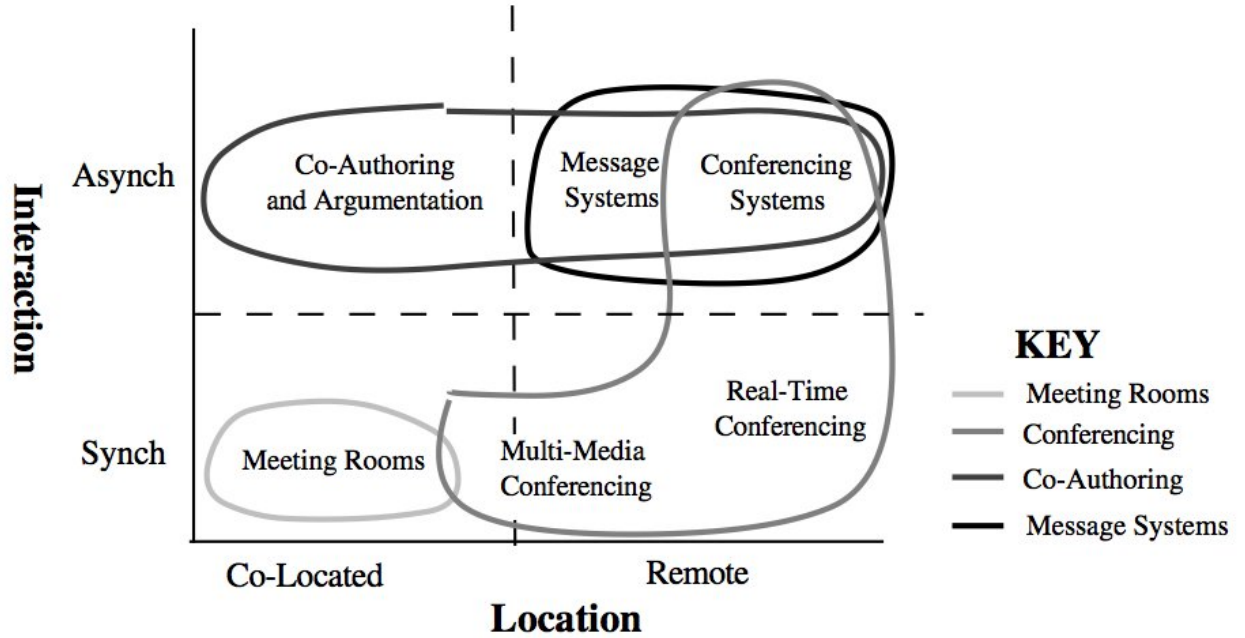 Asynch
Co-Authoring
and Argumentation
Message
Systems
Conferencing
Systems
Interaction
Synch
Meeting Rooms
Multi-Media
Conferencing
Real-Time
Conferencing
KEY
Meeting Rooms
Conferencing
Co-Authoring
Message Systems
Co-Located
Remote
Location